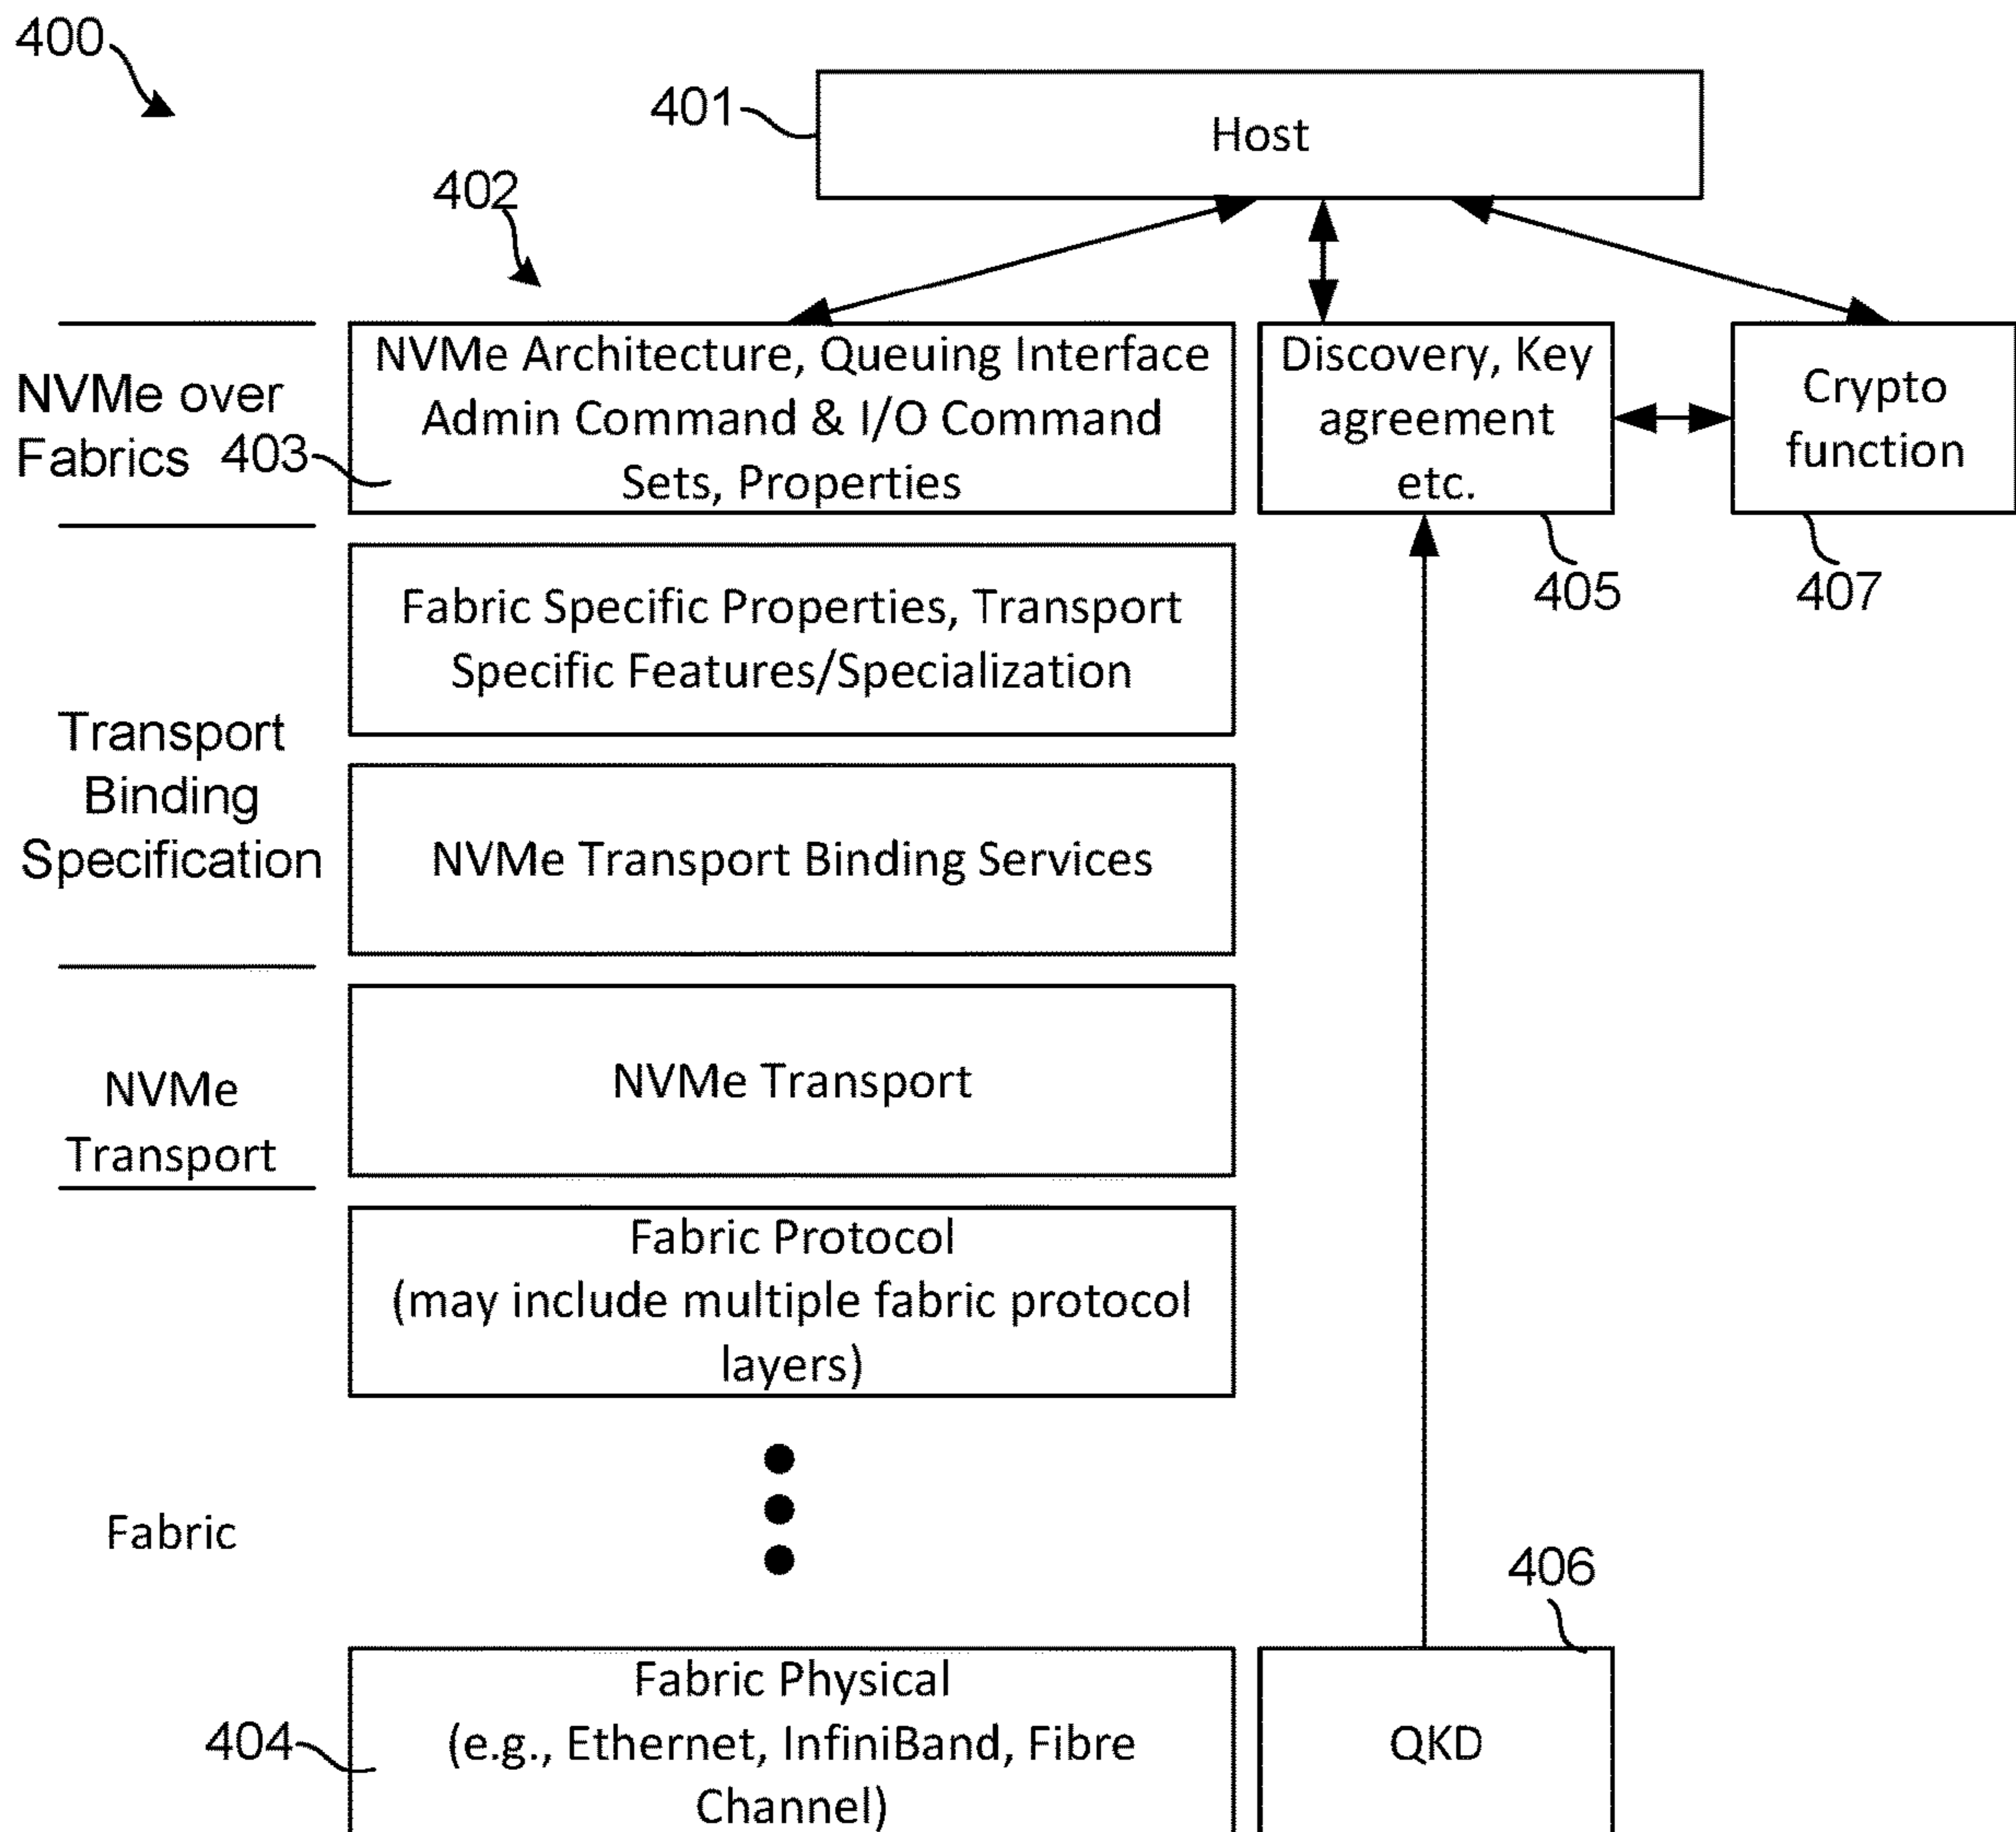 400
401
Host
402
NVMe over
Fabrics
403
NVMe Architecture, Queuing Interface
Admin Command & I/O Command
Sets, Properties
Discovery, Key
agreement
etc.
Crypto
function
405
407
Transport
Binding
Specification
Fabric Specific Properties, Transport
Specific Features/Specialization
NVMe Transport Binding Services
NVMe
Transport
NVMe Transport
Fabric Protocol
(may include multiple fabric protocol
layers)
Fabric
406
404
Fabric Physical
(e.g., Ethernet, InfiniBand, Fibre
Channel)
QKD